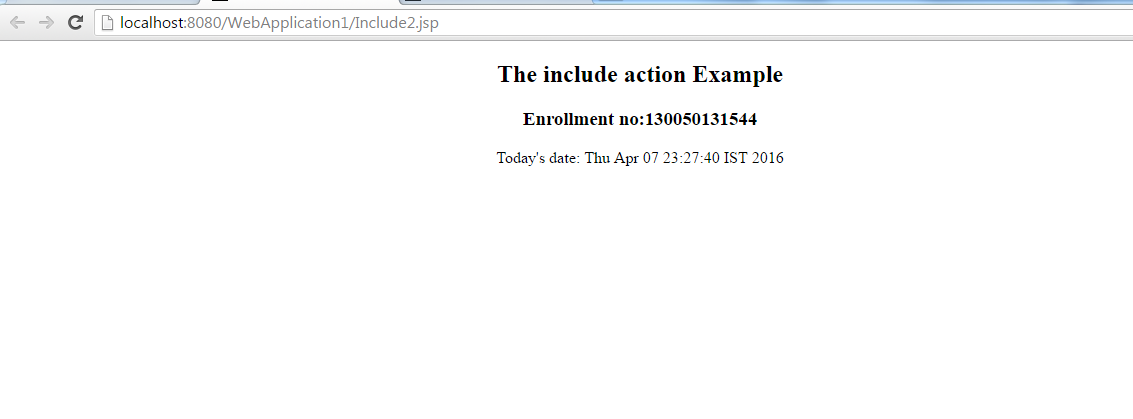 localhost:8080/WebApplication1/Include2.jsp
The include action Example
Enrollment no:130050131544
Today's date: Thu Apr 07 23:27:40 IST 2016